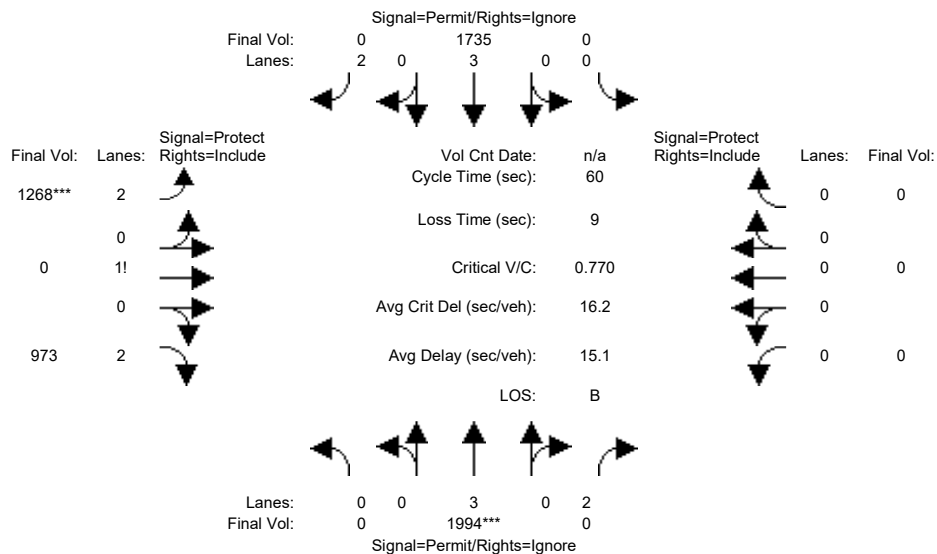 Signal=Permit/Rights=Ignore
Final Vol: 0 1735 0
Lanes: 2 0 3 0 0
Signal=Protect Signal=Protect
Final Vol: Lanes: Rights=Include Vol Cnt Date: n/a Rights=Include Lanes: Final Vol:
Cycle Time (sec): 60
1268*** 2 0 0
Loss Time (sec): 9
0 0
0 1! Critical V/C: 0.770 0 0
0 Avg Crit Del (sec/veh): 16.2 0
973 2 Avg Delay (sec/veh): 15.1 0 0
LOS: B
Lanes: 0 0 3 0 2
Final Vol: 0 1994*** 0
Signal=Permit/Rights=Ignore